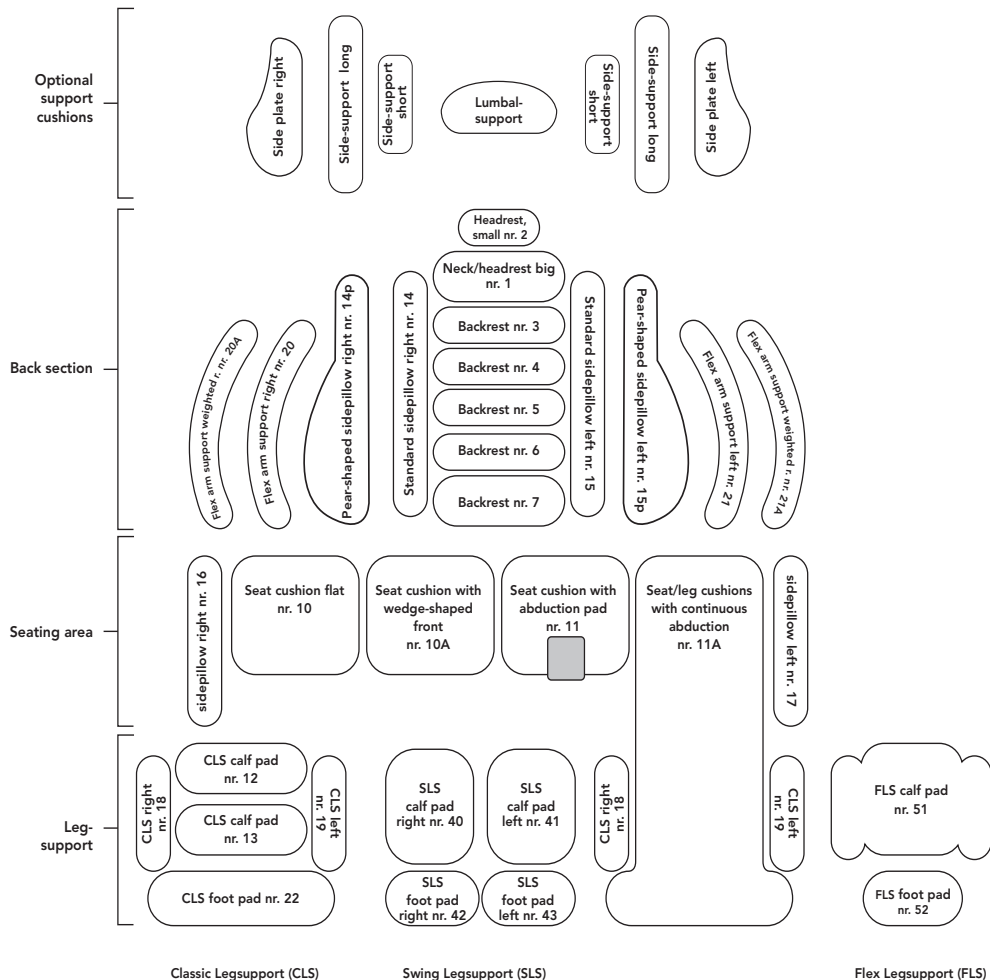 Optional
support
cushions
Side plate right
Side-support long
Side-support
short
Lumbal-
support
Side-support
short
Side-support long
Side plate left
Back section
Headrest,
small nr. 2
Neck/headrest big
nr. 1
Backrest nr. 3
Backrest nr. 4
Backrest nr. 5
Backrest nr. 6
Backrest nr. 7
Flex arm support weighted r. nr. 20A
Flex arm support right nr. 20
Pear-shaped sidepillow right nr. 14p
Standard sidepillow right nr. 14
Standard sidepillow left nr. 15
Pear-shaped sidepillow left nr. 15p
Flex arm support left nr. 21
Flex arm support weighted r. nr. 21A
Seating area
sidepillow right nr. 16
Seat cushion flat
nr. 10
Seat cushion with
wedge-shaped
front
nr. 10A
Seat cushion with
abduction pad
nr. 11
Seat/leg cushions
with continuous
abduction
nr. 11A
sidepillow left nr. 17
Leg-
support
CLS right
nr. 18
CLS calf pad
nr. 12
CLS calf pad
nr. 13
CLS left
nr. 19
SLS
calf pad
right nr. 40
SLS
calf pad
left nr. 41
CLS right
nr. 18
CLS left
nr. 19
FLS calf pad
nr. 51
CLS foot pad nr. 22
SLS
foot pad
right nr. 42
SLS
foot pad
left nr. 43
FLS foot pad
nr. 52
Classic Legsupport (CLS)
Swing Legsupport (SLS)
Flex Legsupport (FLS)